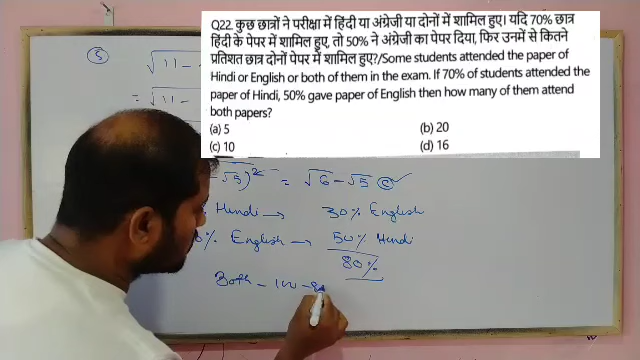 Q22. कुछ छात्रों ने परीक्षा में हिंदी या अंग्रेजी या दोनों में शामिल हुए। यदि 70% छात्र
हिंदी के पेपर में शामिल हुए, तो 50% ने अंग्रेजी का पेपर दिया, फिर उनमें से कितने
प्रतिशत छात्र दोनों पेपर में शामिल हुए?/Some students attended the paper of
Hindi or English or both of them in the exam. If 70% of students attended the
paper of Hindi, 50% gave paper of English then how many of them attend
both papers?
(a) 5 (b) 20
(c) 10 (d) 16
(5) √11 -
= √11 -
- √5)² = √6 - √5 (c) ✓
Hindi → 30% English
% English → 50% Hindi
80%
Both - 100 - 8